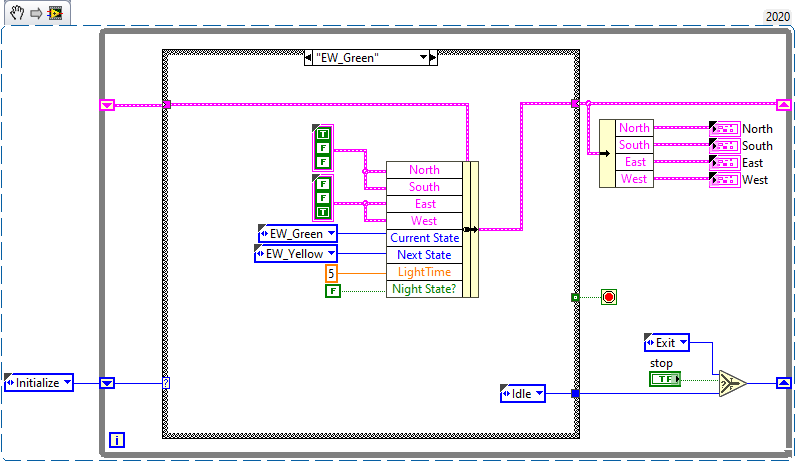 2020
"EW_Green"
T
F
F
F
F
T
North
South
East
West
Current State
Next State
LightTime
Night State?
EW_Green
EW_Yellow
5
F
North
South
East
West
North
South
East
West
Exit
stop
TF
? T F
Initialize
?
Idle
i